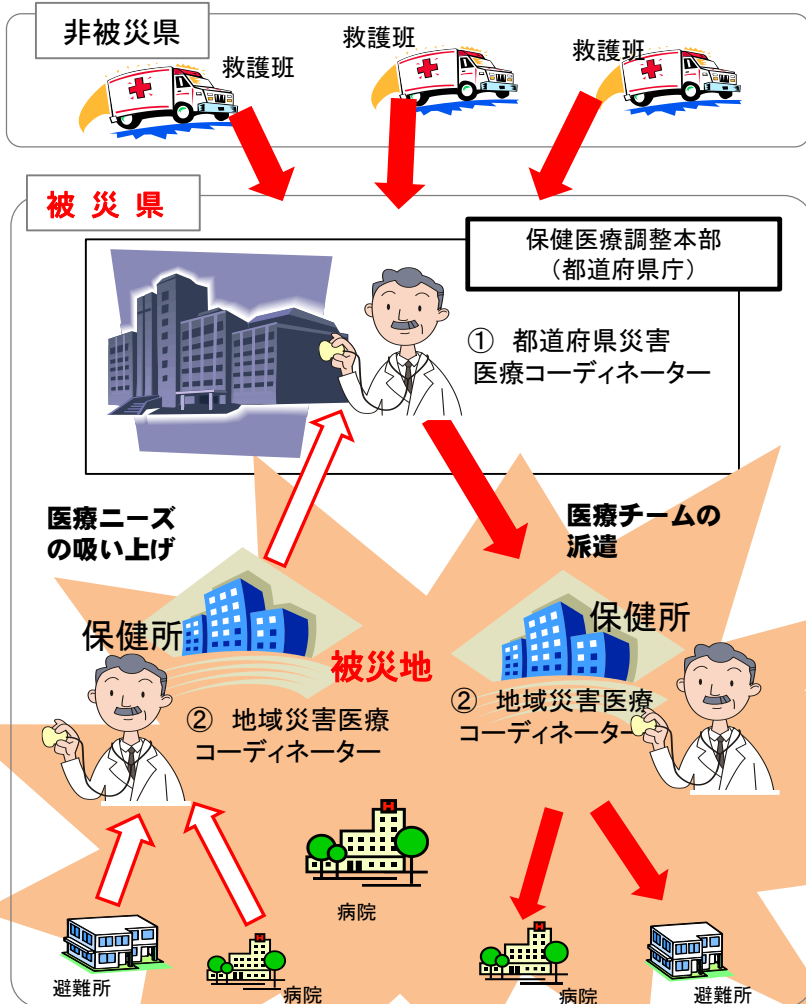 非被災県
救護班
救護班
救護班
被災県
保健医療調整本部
（都道府県庁）
① 都道府県災害
医療コーディネーター
医療ニーズ
の吸い上げ
医療チームの
派遣
保健所
保健所
被災地
② 地域災害医療
コーディネーター
② 地域災害医療
コーディネーター
病院
避難所
病院
病院
避難所